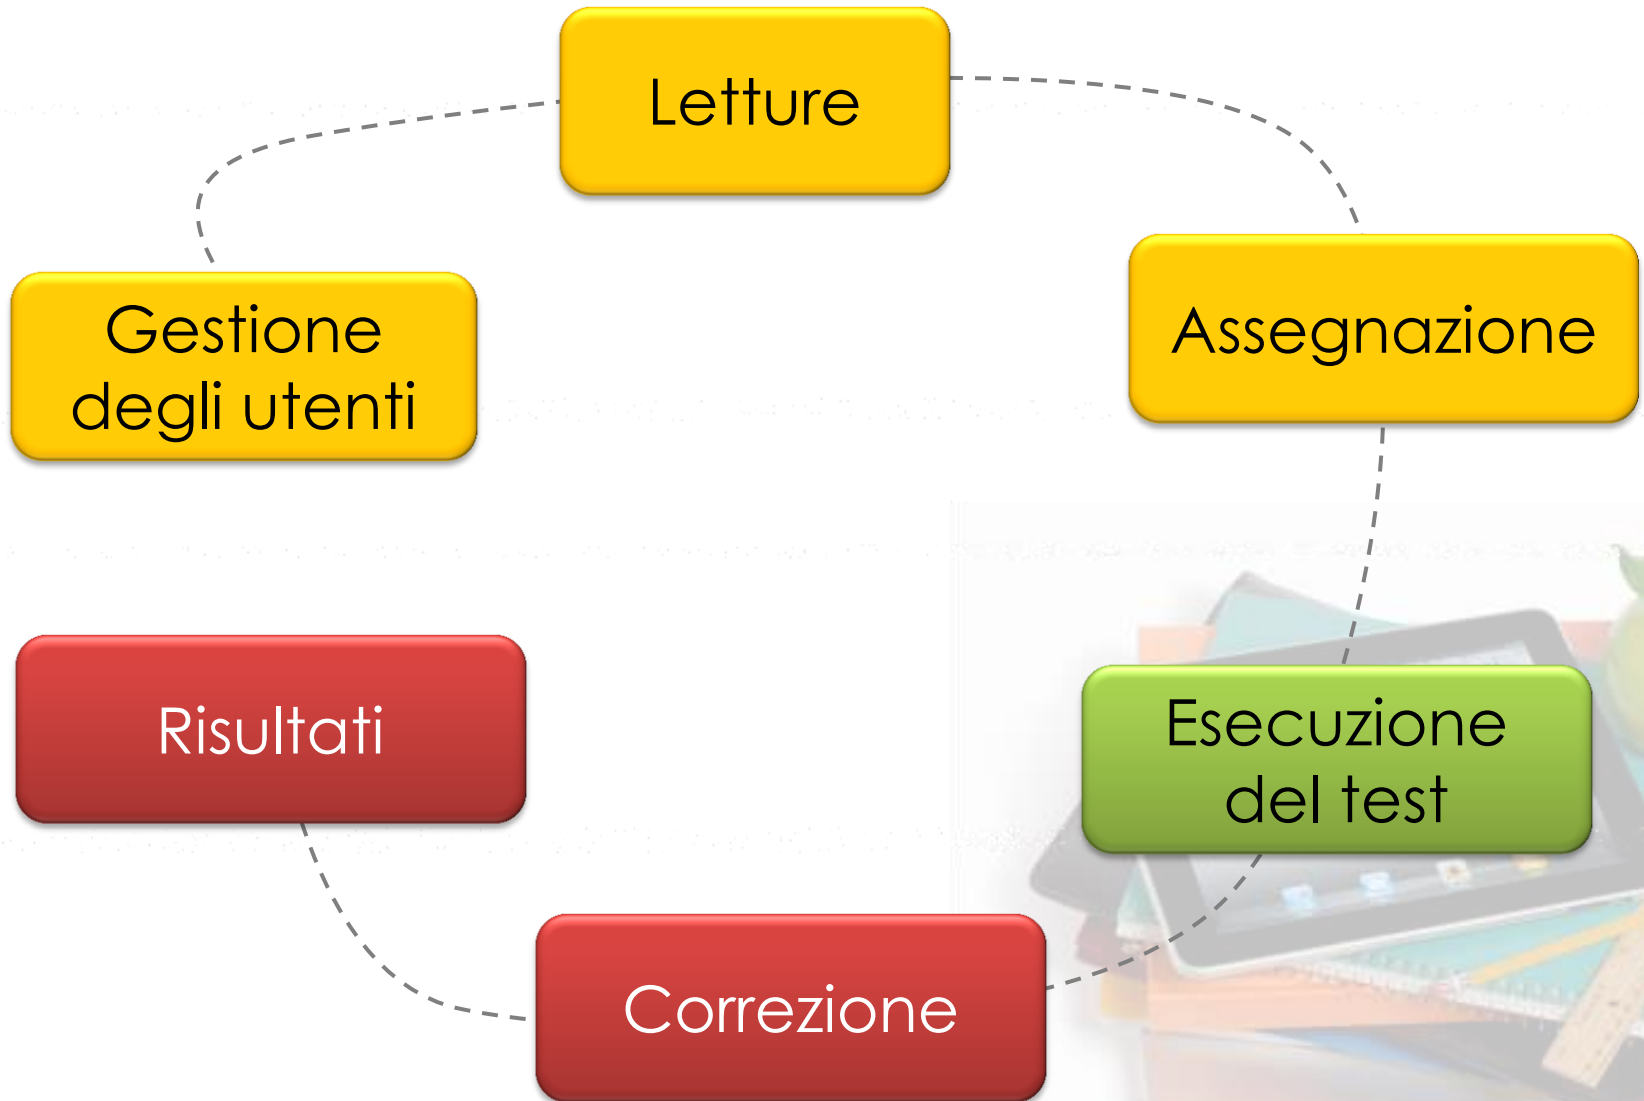 Letture
Gestione
degli utenti
Assegnazione
Risultati
Esecuzione
del test
Correzione